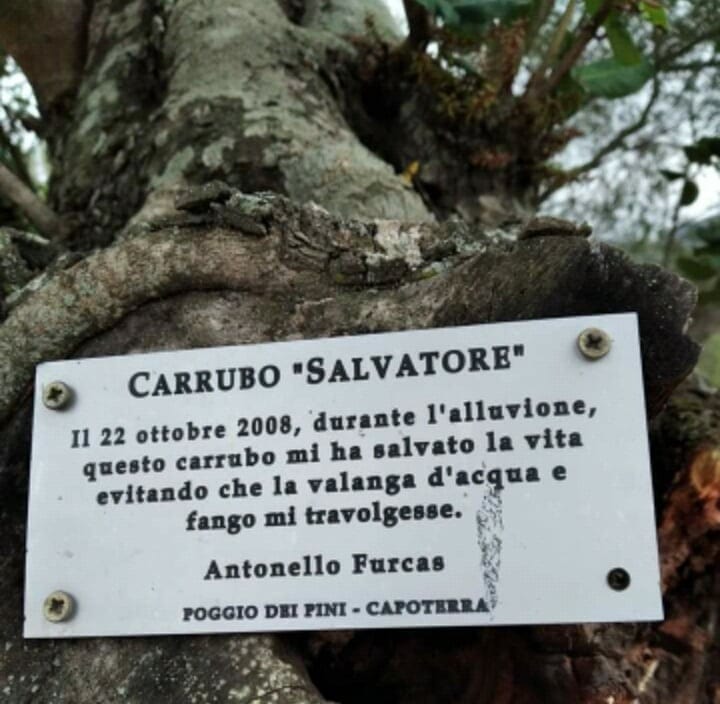 CARRUBO "SALVATORE"
Il 22 ottobre 2008, durante l'alluvione,
questo carrubo mi ha salvato la vita
evitando che la valanga d'acqua e
fango mi travolgesse.
Antonello Furcas
POGGIO DEI PINI - CAPOTERRA